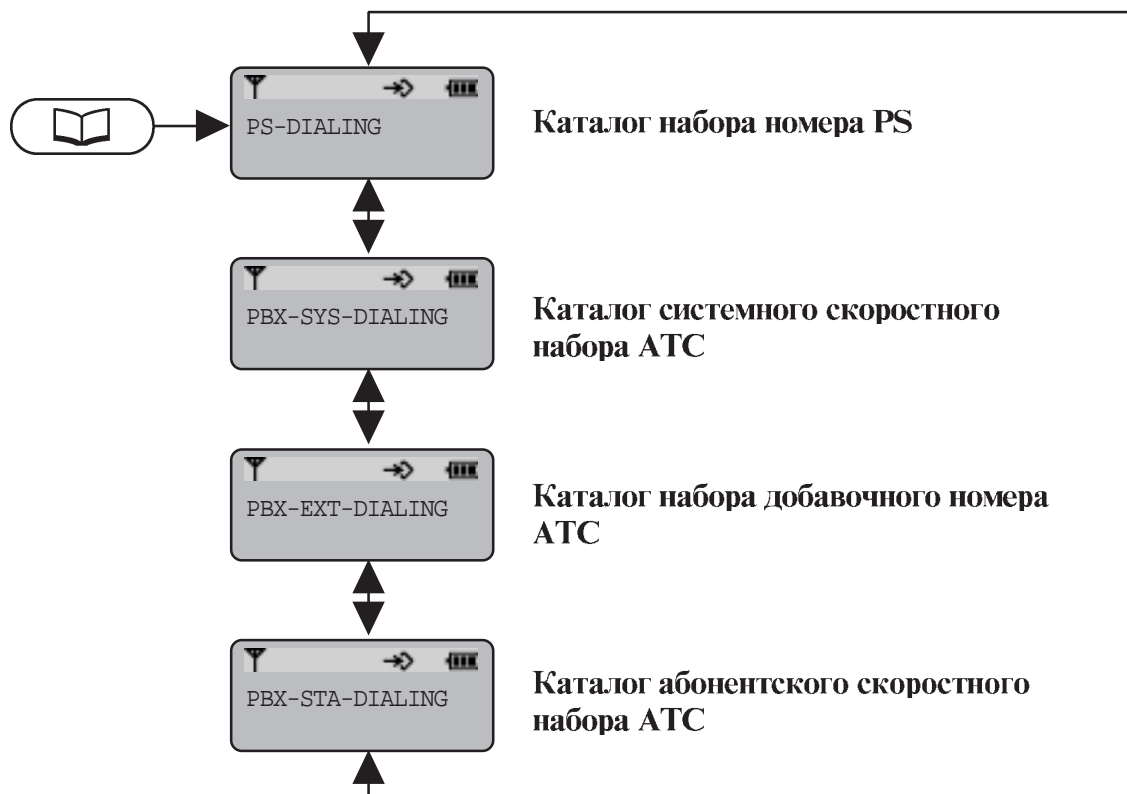 PS-DIALING
Каталог набора номера PS
PBX-SYS-DIALING
Каталог системного скоростного
набора АТС
PBX-EXT-DIALING
Каталог набора добавочного номера
АТС
PBX-STA-DIALING
Каталог абонентского скоростного
набора АТС